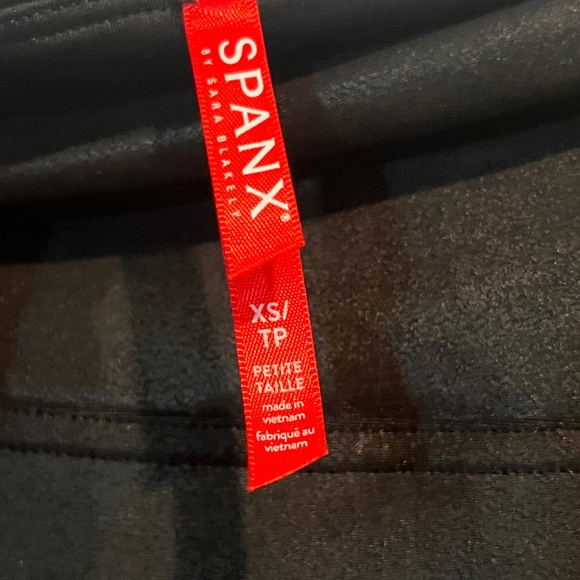 SPANX®
BY SARA BLAKELY
XS/
TP
PETITE
TAILLE
made in
vietnam
fabriqué au
vietnam